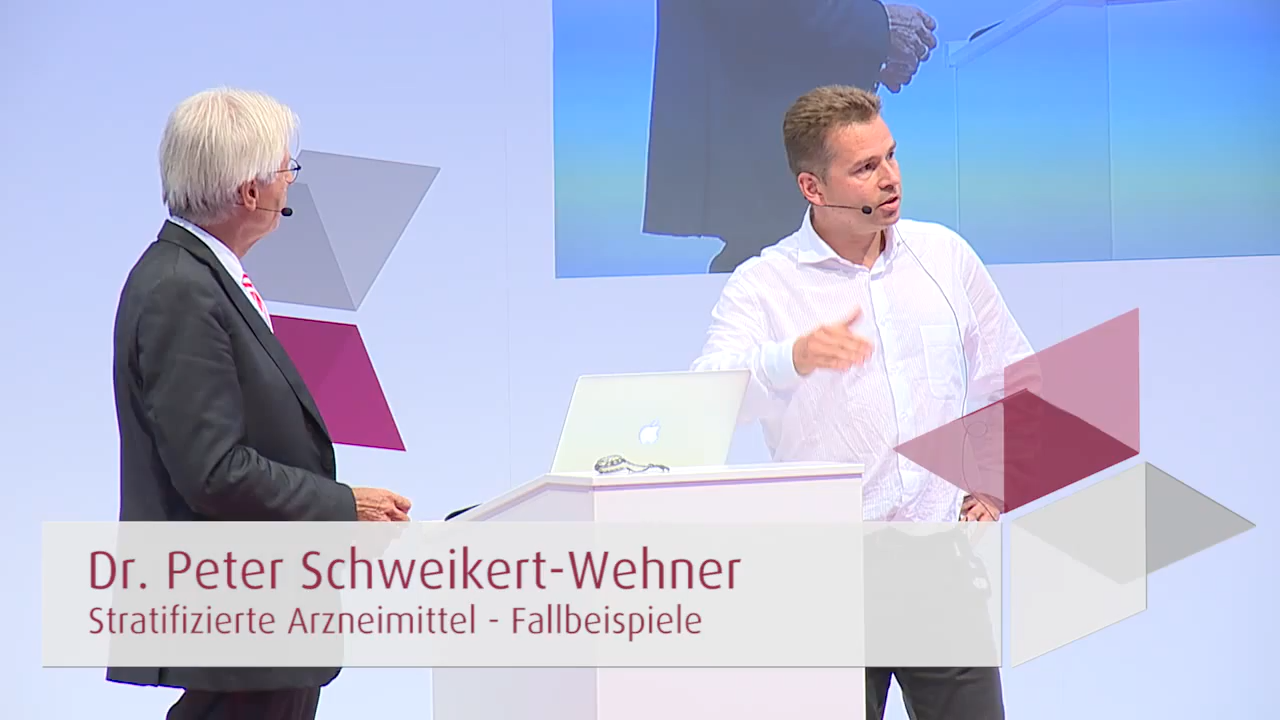 Dr. Peter Schweikert-Wehner
Stratifizierte Arzneimittel - Fallbeispiele